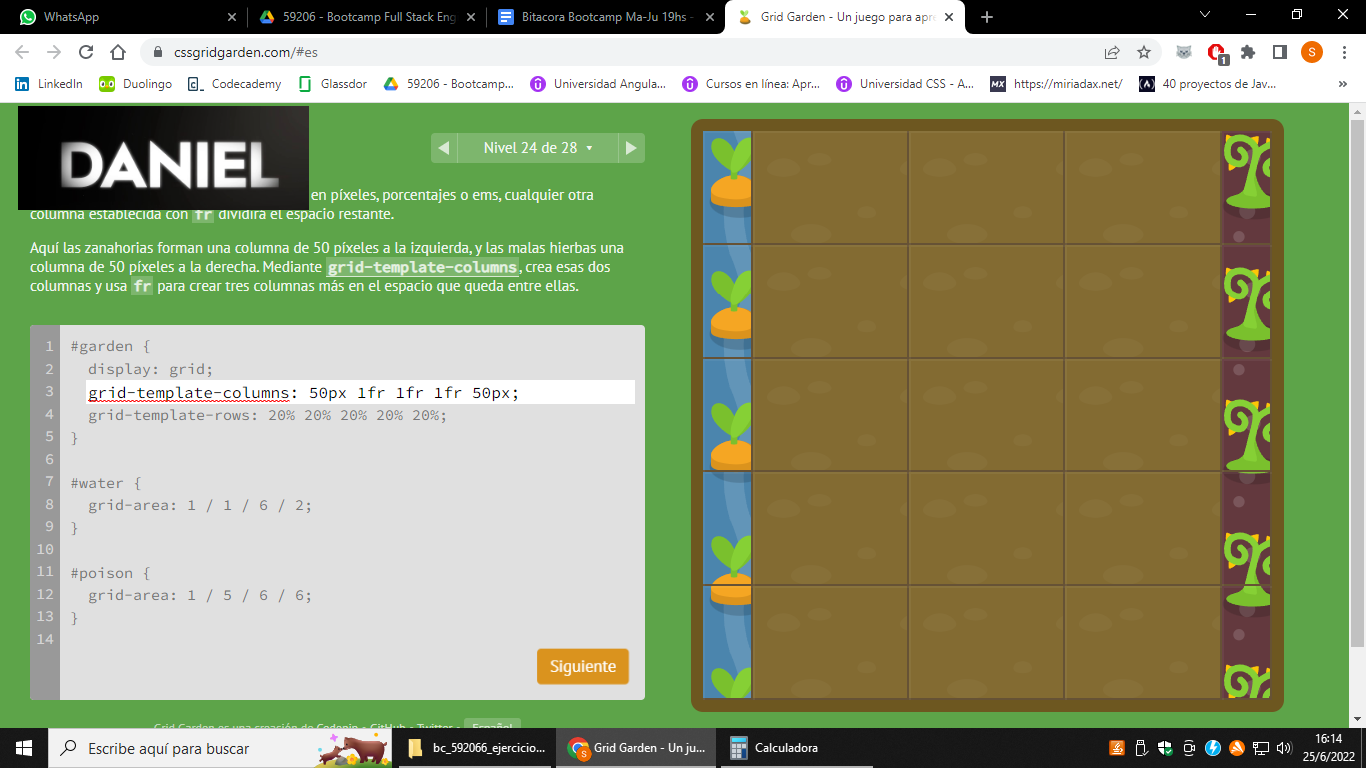 WhatsApp
59206 - Bootcamp Full Stack Eng
Bitacora Bootcamp Ma-Ju 19hs -
Grid Garden - Un juego para apre
cssgridgarden.com/#es
S
1
LinkedIn
Duolingo
Codecademy
Glassdor
59206 - Bootcamp...
Universidad Angula...
Cursos en línea: Apr...
Universidad CSS - A...
https://miriadax.net/
40 proyectos de Jav...
»
DANIEL
Nivel 24 de 28
en píxeles, porcentajes o ems, cualquier otra
columna establecida con fr dividirá el espacio restante.
Aquí las zanahorias forman una columna de 50 píxeles a la izquierda, y las malas hierbas una
columna de 50 píxeles a la derecha. Mediante grid-template-columns, crea esas dos
columnas y usa fr para crear tres columnas más en el espacio que queda entre ellas.
1 #garden {
2 display: grid;
3 grid-template-columns: 50px 1fr 1fr 1fr 50px;
4 grid-template-rows: 20% 20% 20% 20% 20%;
5 }
6
7 #water {
8 grid-area: 1 / 1 / 6 / 2;
9 }
10
11 #poison {
12 grid-area: 1 / 5 / 6 / 6;
13 }
14
Siguiente
Grid Garden es una creación de Codepip • GitHub • Twitter • Español
Escribe aquí para buscar
bc_592066_ejercicio...
Grid Garden - Un ju...
Calculadora
16:14
25/6/2022